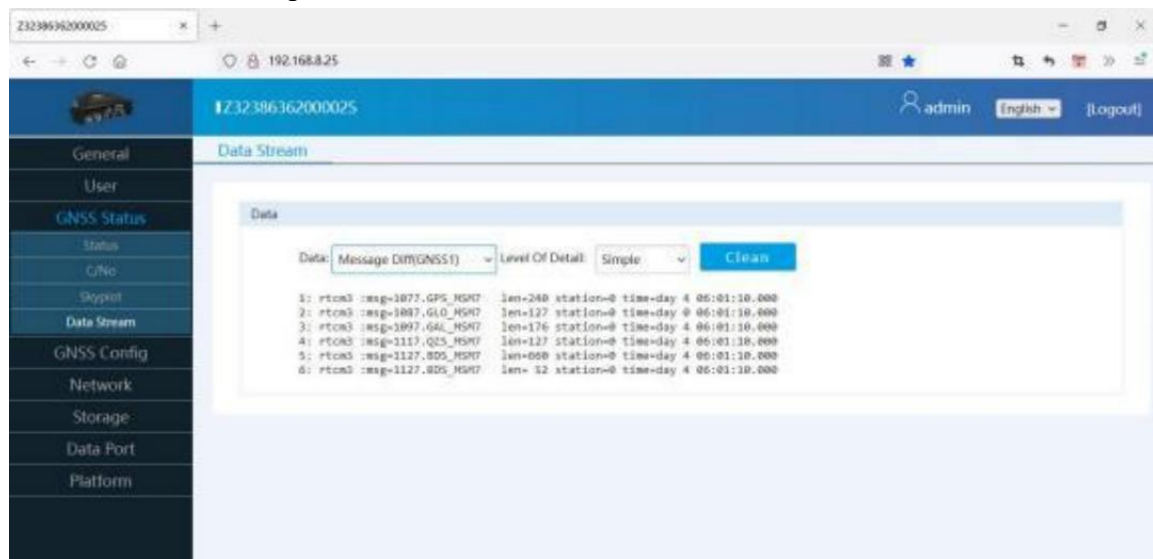 Z32386362000025 × +
192.168.8.25
IZ32386362000025 admin English [Logout]
General
User
GNSS Status
Status
C/No
Skyplot
Data Stream
GNSS Config
Network
Storage
Data Port
Platform
Data Stream
Data
Data: Message Diff(GNSS1) Level Of Detail: Simple Clean
1: rtcm3 :msg=1077.GPS_MSM7 len=240 station=0 time=day 4 06:01:10.000
2: rtcm3 :msg=1087.GLO_MSM7 len=127 station=0 time=day 0 06:01:10.000
3: rtcm3 :msg=1097.GAL_MSM7 len=176 station=0 time=day 4 06:01:10.000
4: rtcm3 :msg=1117.QZS_MSM7 len=127 station=0 time=day 4 06:01:10.000
5: rtcm3 :msg=1127.BDS_MSM7 station=0 time=day 4 06:01:10.000
6: rtcm3 :msg=1127.BDS_MSM7 len= 52 station=0 time=day 4 06:01:10.000